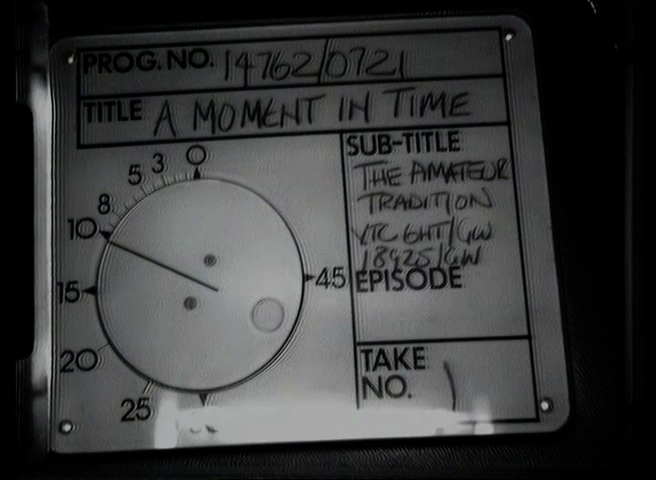 PROG. NO. 14762/0721
TITLE A MOMENT IN TIME
SUB-TITLE
THE AMATEUR
TRADITION
VTC 6HT/GW
18925/GW
EPISODE
TAKE
NO. 1
0
3
5
8
10
15
20
25
45